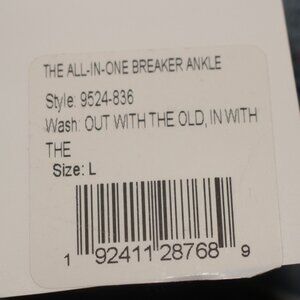 THE ALL-IN-ONE BREAKER ANKLE
Style: 9524-836
Wash: OUT WITH THE OLD, IN WITH
THE
Size: L
1 92411 28768 9